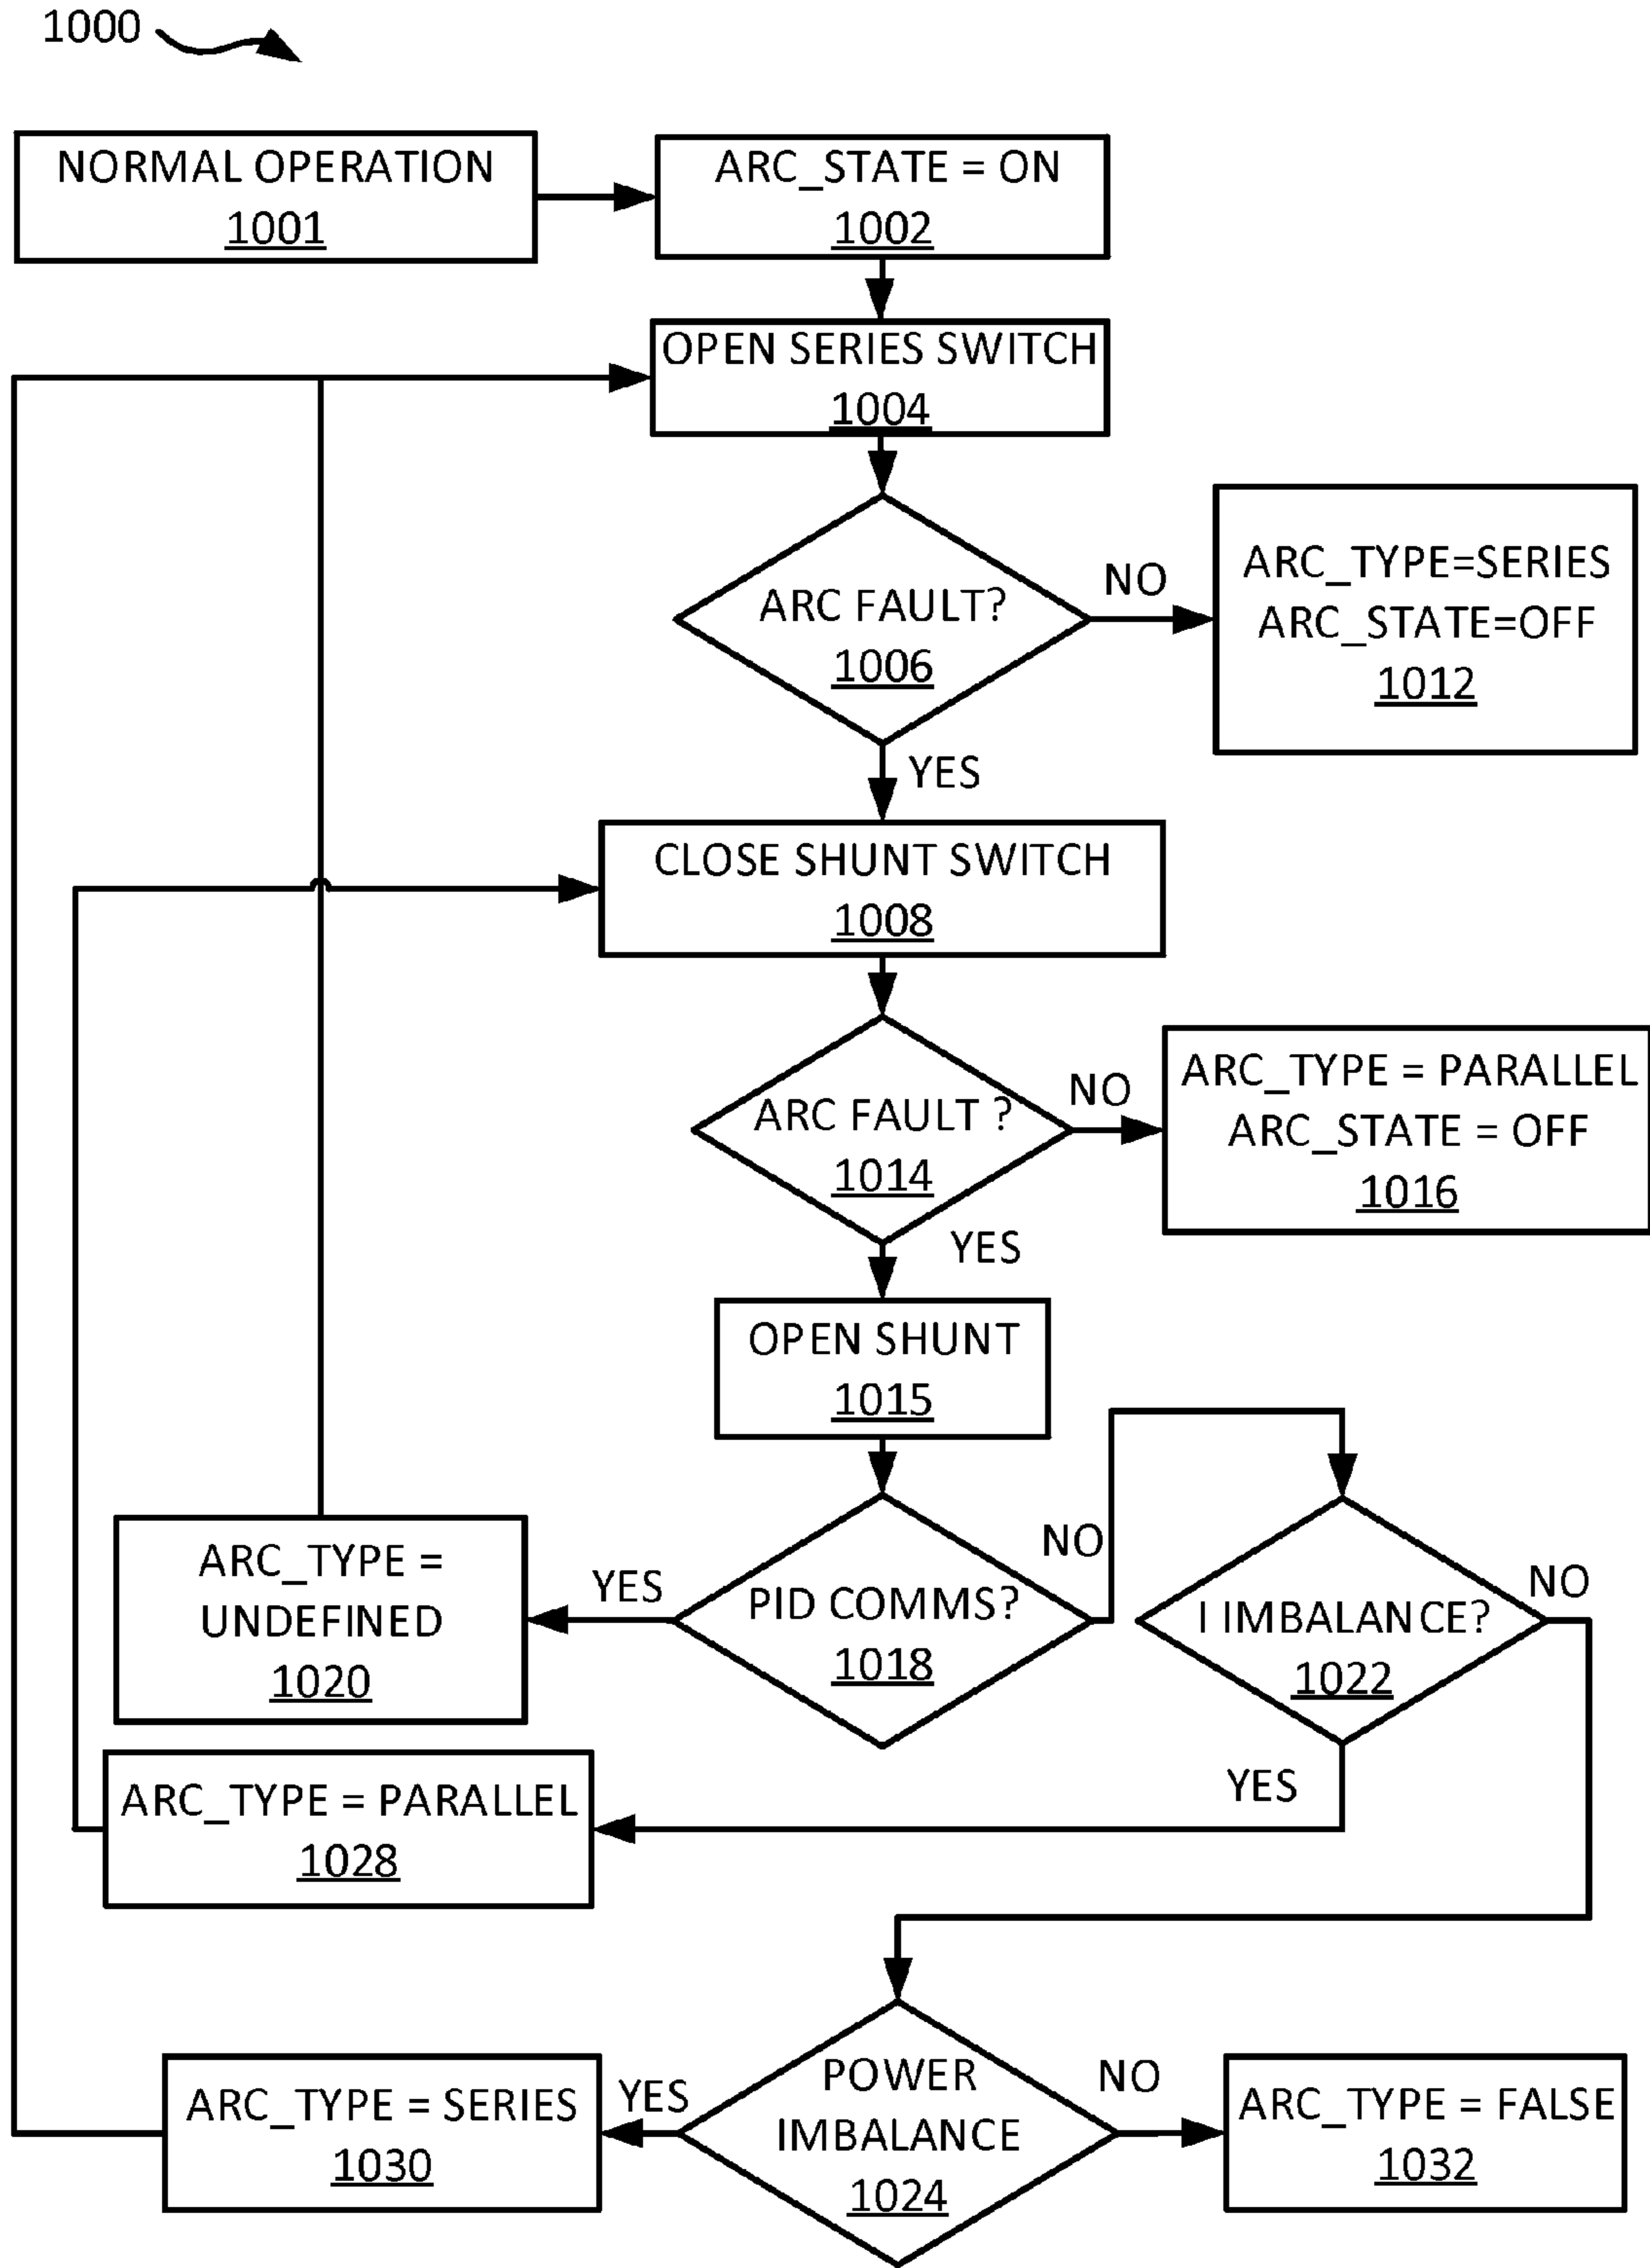 1000
NORMAL OPERATION
1001
ARC_STATE = ON
1002
OPEN SERIES SWITCH
1004
ARC FAULT?
1006
NO
ARC_TYPE=SERIES
ARC_STATE=OFF
1012
YES
CLOSE SHUNT SWITCH
1008
ARC FAULT ?
1014
NO
ARC_TYPE = PARALLEL
ARC_STATE = OFF
1016
YES
OPEN SHUNT
1015
PID COMMS?
1018
YES
ARC_TYPE =
UNDEFINED
1020
NO
I IMBALANCE?
1022
NO
YES
ARC_TYPE = PARALLEL
1028
POWER
IMBALANCE
1024
YES
ARC_TYPE = SERIES
1030
NO
ARC_TYPE = FALSE
1032